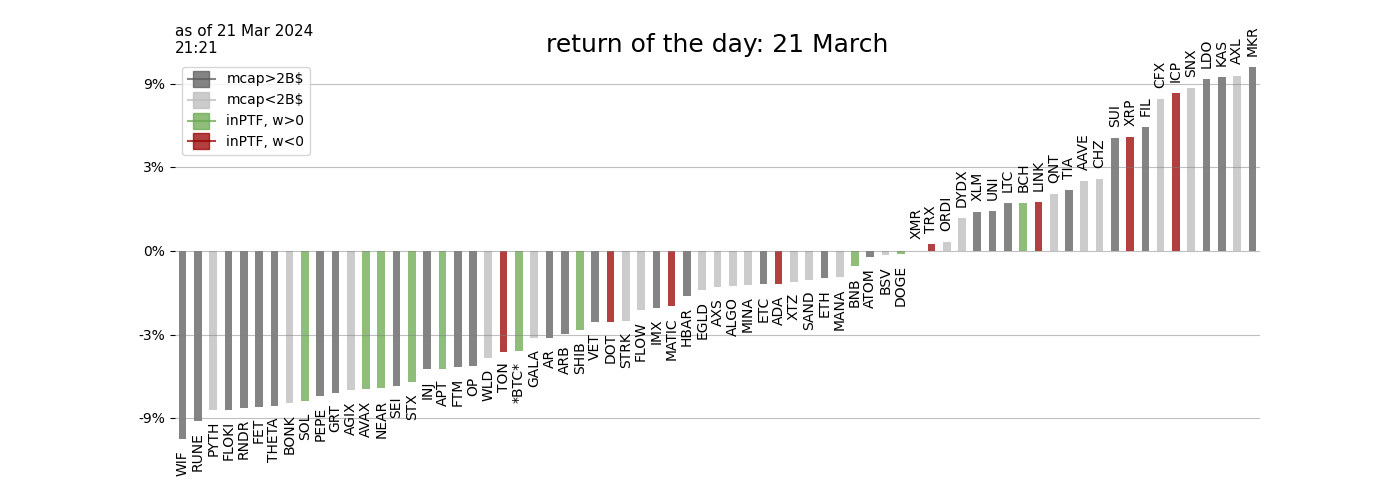 as of 21 Mar 2024
21:21
return of the day: 21 March
mcap>2B$
mcap<2B$
inPTF, w>0
inPTF, w<0
9%
3%
0%
-3%
-9%
WIF
RUNE
PYTH
FLOKI
RNDR
FET
THETA
BONK
SOL
PEPE
GRT
AGIX
AVAX
NEAR
SEI
STX
INJ
APT
FTM
OP
WLD
TON
*BTC*
GALA
AR
ARB
SHIB
VET
DOT
STRK
FLOW
IMX
MATIC
HBAR
EGLD
AXS
ALGO
MINA
ETC
ADA
XTZ
SAND
ETH
MANA
BNB
ATOM
BSV
DOGE
XMR
TRX
ORDI
DYDX
XLM
UNI
LTC
BCH
LINK
QNT
TIA
AAVE
CHZ
SUI
XRP
FIL
CFX
ICP
SNX
LDO
KAS
AXL
MKR